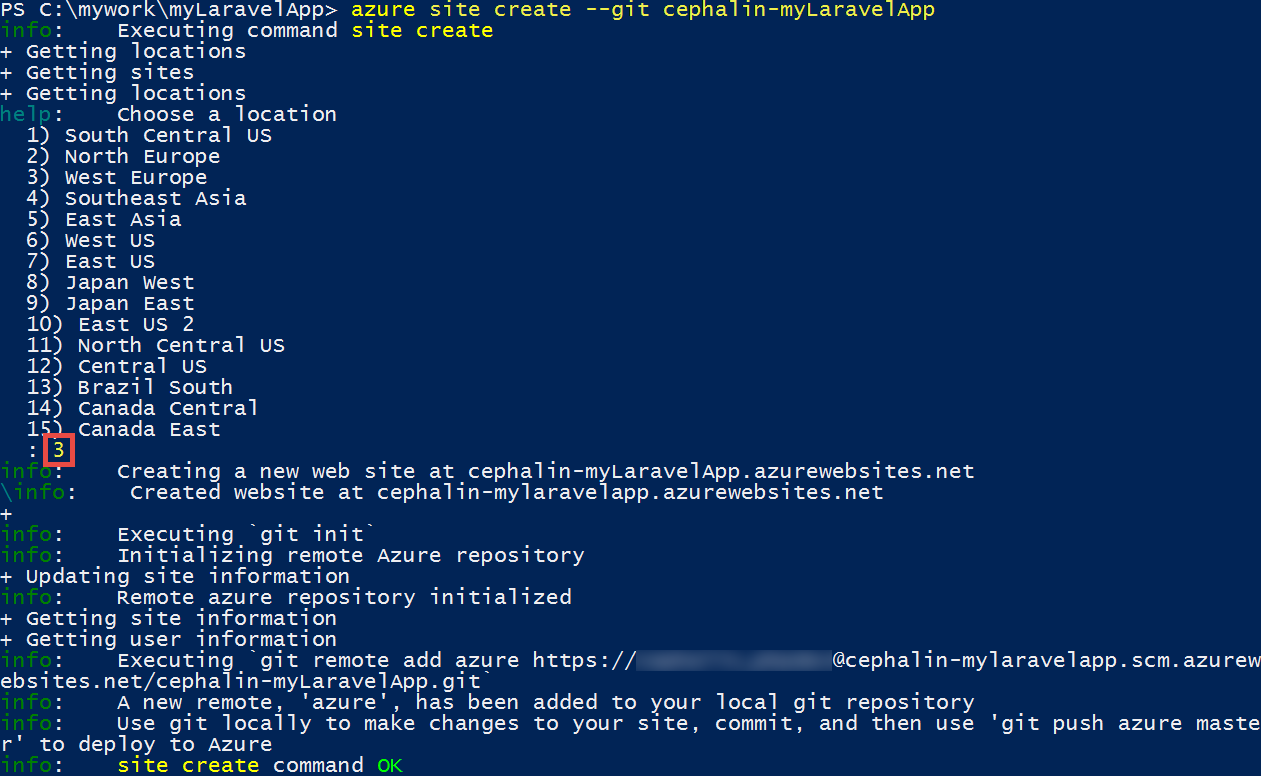 PS C:\mywork\myLaravelApp> azure site create --git cephalin-myLaravelApp
info:    Executing command site create
+ Getting locations
+ Getting sites
+ Getting locations
help:    Choose a location
  1) South Central US
  2) North Europe
  3) West Europe
  4) Southeast Asia
  5) East Asia
  6) West US
  7) East US
  8) Japan West
  9) Japan East
  10) East US 2
  11) North Central US
  12) Central US
  13) Brazil South
  14) Canada Central
  15) Canada East
  : 3
info:    Creating a new web site at cephalin-myLaravelApp.azurewebsites.net
\info:    Created website at cephalin-mylaravelapp.azurewebsites.net
+
info:    Executing `git init`
info:    Initializing remote Azure repository
+ Updating site information
info:    Remote azure repository initialized
+ Getting site information
+ Getting user information
info:    Executing `git remote add azure https://@cephalin-mylaravelapp.scm.azurew
ebsites.net/cephalin-myLaravelApp.git`
info:    A new remote, 'azure', has been added to your local git repository
info:    Use git locally to make changes to your site, commit, and then use 'git push azure maste
r' to deploy to Azure
info:    site create command OK